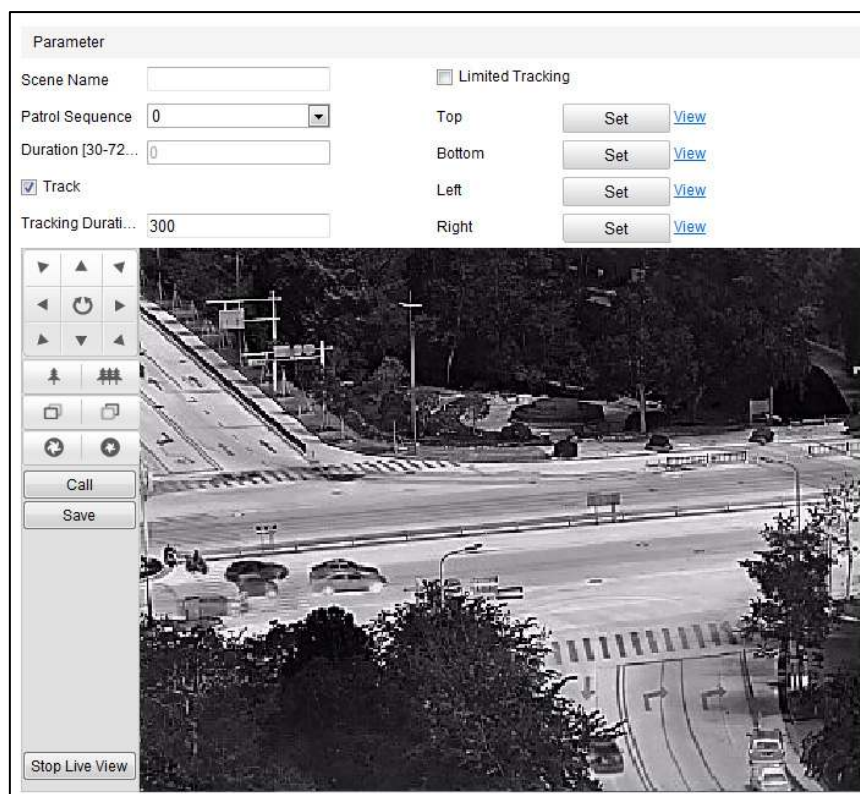 Parameter
Scene Name
Limited Tracking
Patrol Sequence 0
Top Set View
Duration [30-72... 0
Bottom Set View
Track
Left Set View
Tracking Durati... 300
Right Set View
Call
Save
Stop Live View